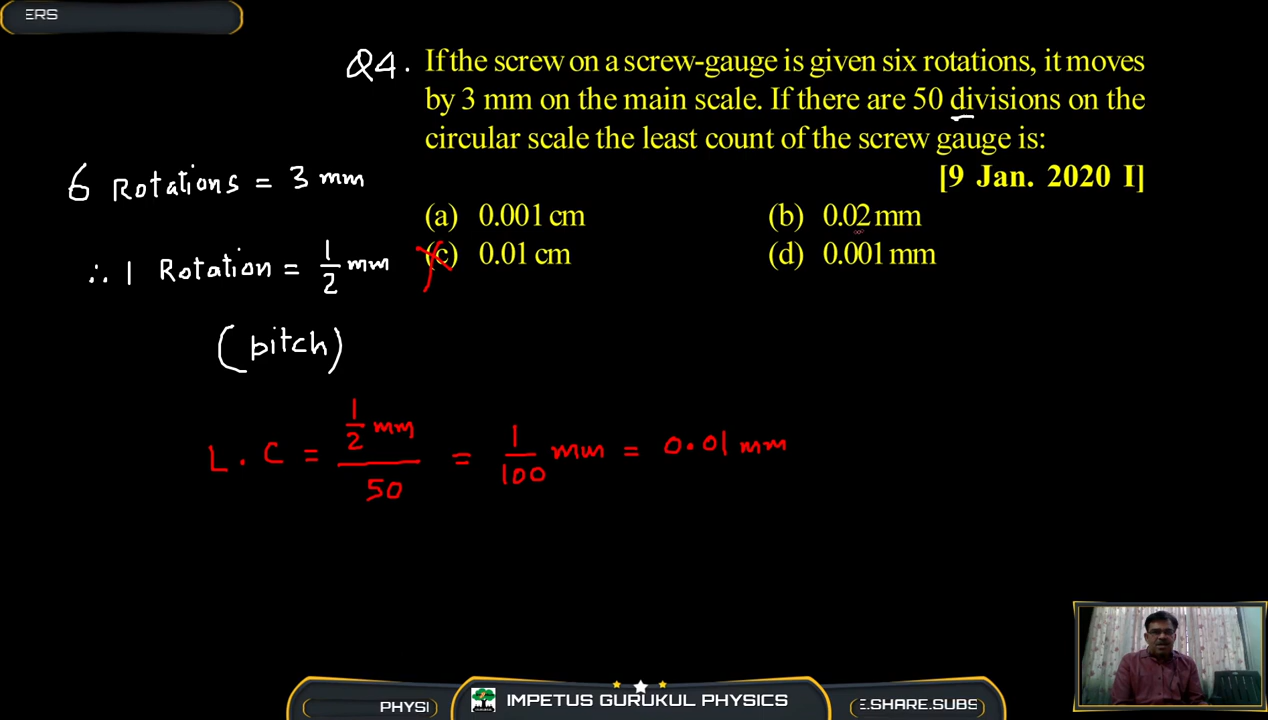 ERS
Q4. If the screw on a screw-gauge is given six rotations, it moves
by 3 mm on the main scale. If there are 50 divisions on the
circular scale the least count of the screw gauge is:
[9 Jan. 2020 I]
(a) 0.001 cm (b) 0.02 mm
(c) 0.01 cm (d) 0.001 mm
6 Rotations = 3 mm
∴ 1 Rotation = 1/2 mm
(pitch)
L.C = 1/2 mm / 50 = 1/100 mm = 0.01 mm
PHYSI
IMPETUS GURUKUL PHYSICS
E.SHARE.SUBS